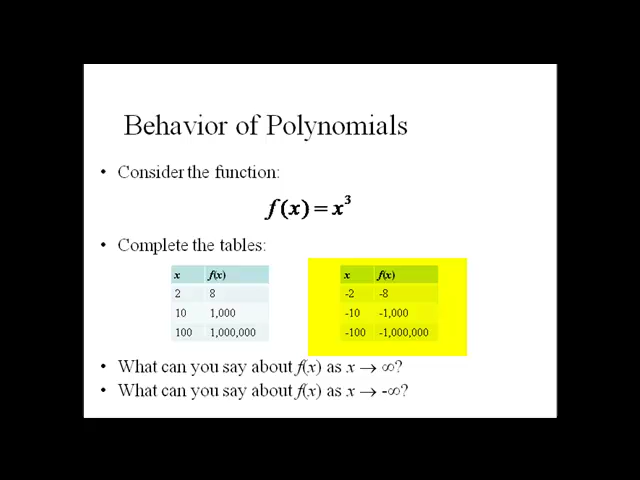 Behavior of Polynomials
• Consider the function:
f(x) = x³
• Complete the tables:
x f(x)
2 8
10 1,000
100 1,000,000
x f(x)
-2 -8
-10 -1,000
-100 -1,000,000
• What can you say about f(x) as x → ∞?
• What can you say about f(x) as x → -∞?